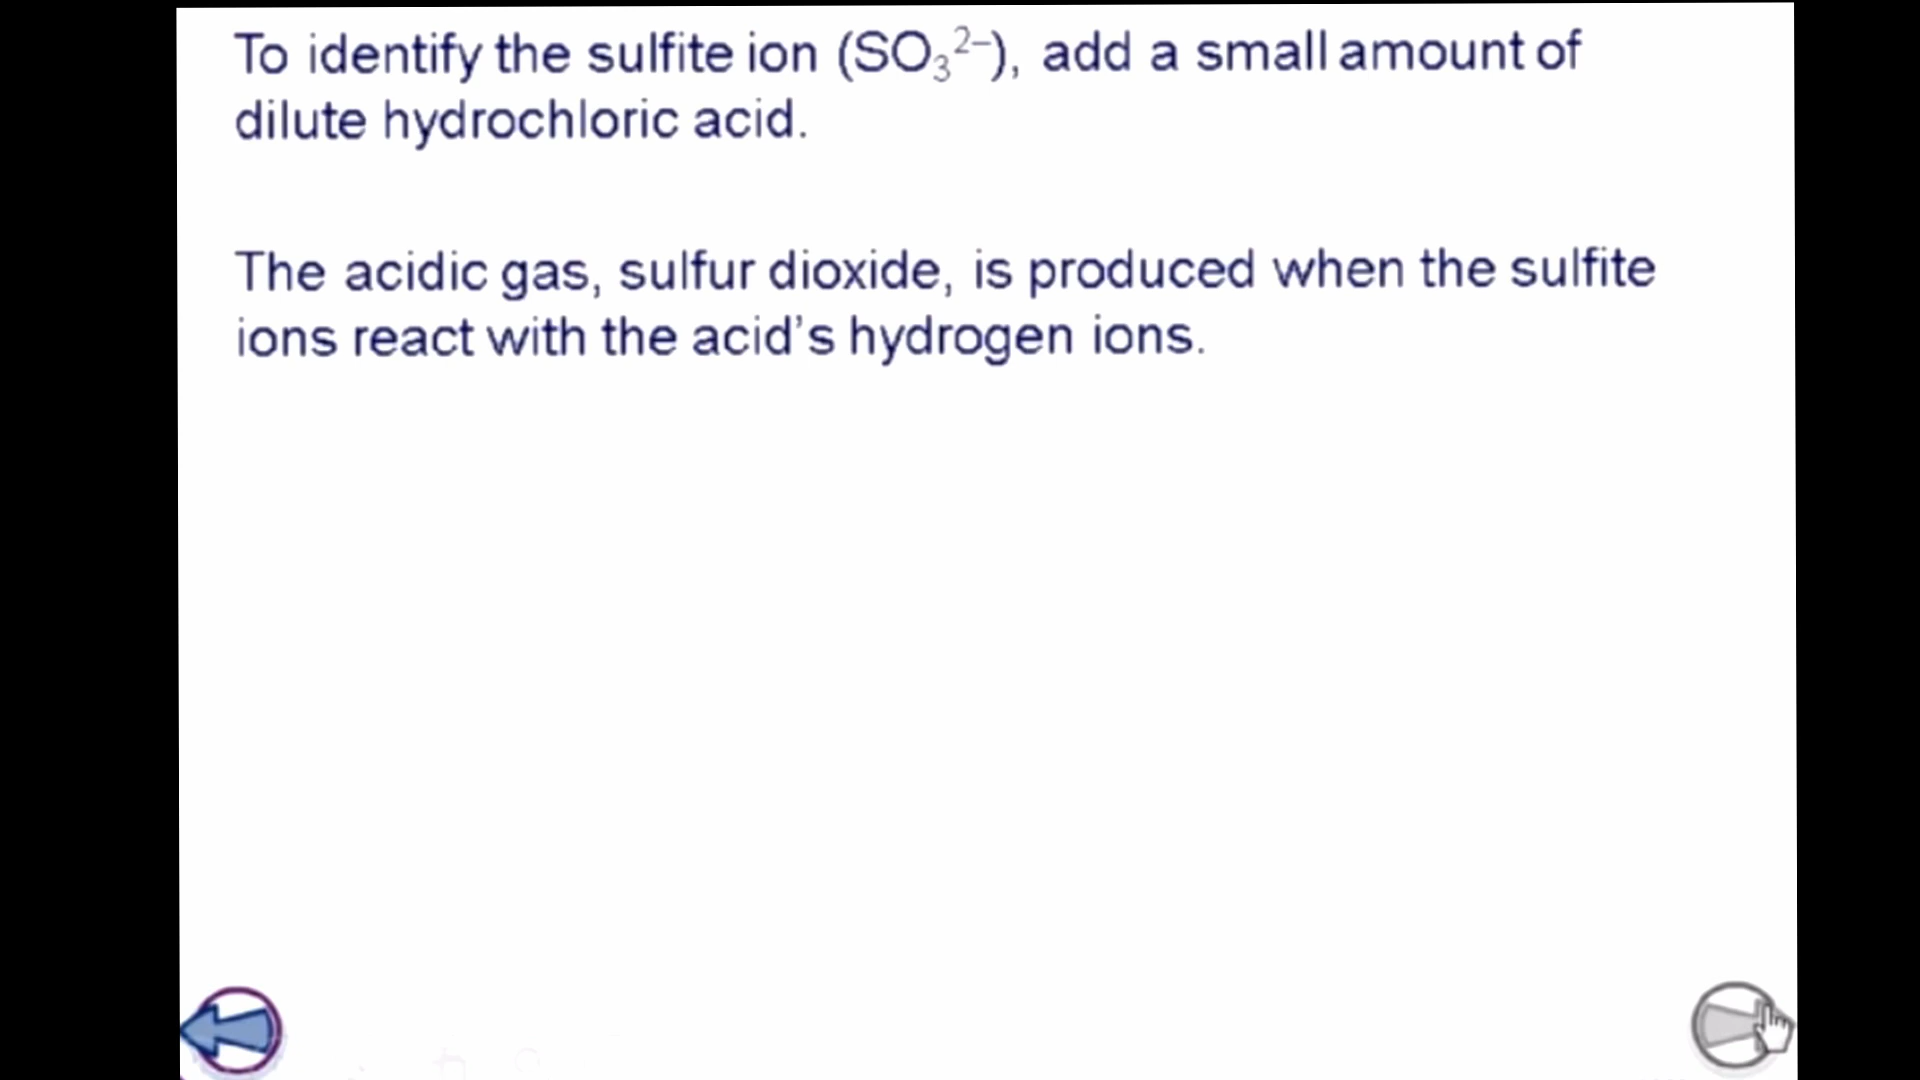 To identify the sulfite ion (SO₃²⁻), add a small amount of
dilute hydrochloric acid.
The acidic gas, sulfur dioxide, is produced when the sulfite
ions react with the acid’s hydrogen ions.